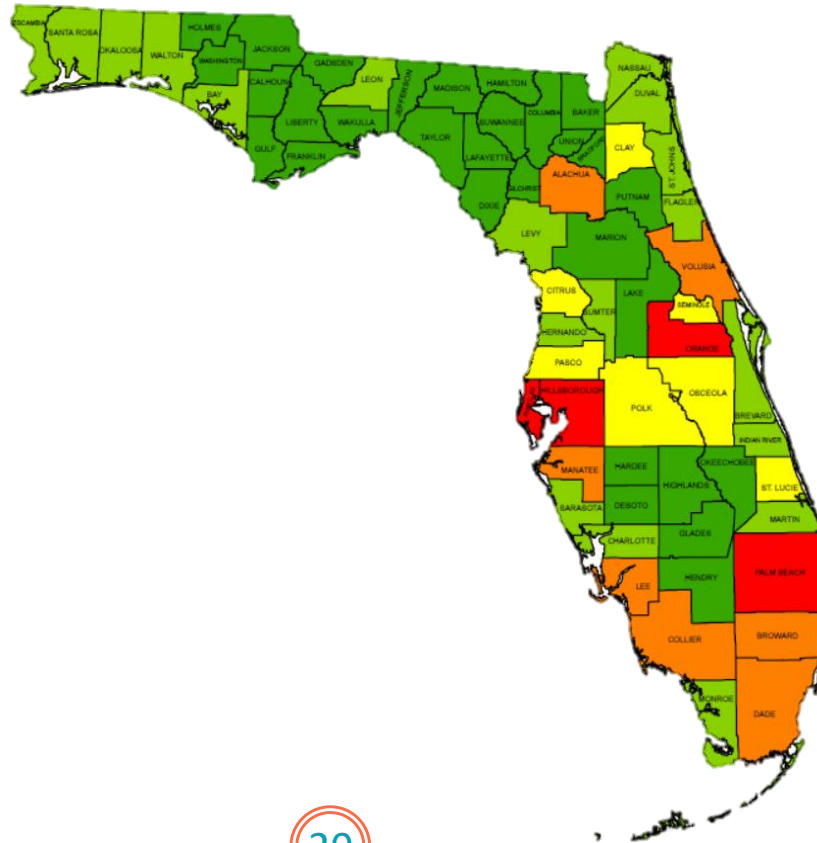 ESCAMBIA
SANTA ROSA
OKALOOSA
WALTON
HOLMES
WASHINGTON
JACKSON
BAY
CALHOUN
GADSDEN
LEON
LIBERTY
GULF
FRANKLIN
WAKULLA
JEFFERSON
MADISON
HAMILTON
TAYLOR
SUWANNEE
LAFAYETTE
COLUMBIA
BAKER
UNION
BRADFORD
NASSAU
DUVAL
CLAY
ST. JOHNS
ALACHUA
GILCHRIST
DIXIE
PUTNAM
FLAGLER
LEVY
MARION
VOLUSIA
CITRUS
SUMTER
LAKE
SEMINOLE
HERNANDO
ORANGE
PASCO
HILLSBOROUGH
POLK
OSCEOLA
BREVARD
INDIAN RIVER
MANATEE
HARDEE
HIGHLANDS
OKEECHOBEE
ST. LUCIE
SARASOTA
DESOTO
MARTIN
CHARLOTTE
GLADES
LEE
HENDRY
PALM BEACH
COLLIER
BROWARD
MONROE
DADE